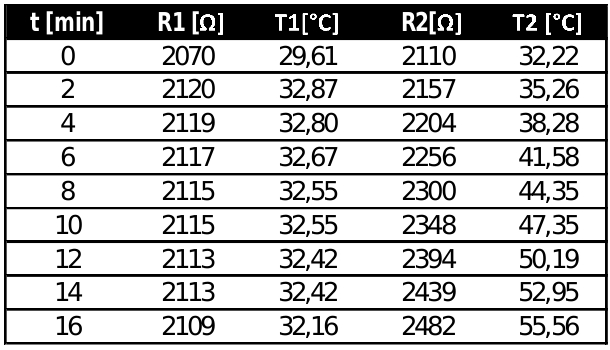 t [min] R1 [Ω] T1[°C] R2[Ω] T2 [°C]
0 2070 29,61 2110 32,22
2 2120 32,87 2157 35,26
4 2119 32,80 2204 38,28
6 2117 32,67 2256 41,58
8 2115 32,55 2300 44,35
10 2115 32,55 2348 47,35
12 2113 32,42 2394 50,19
14 2113 32,42 2439 52,95
16 2109 32,16 2482 55,56